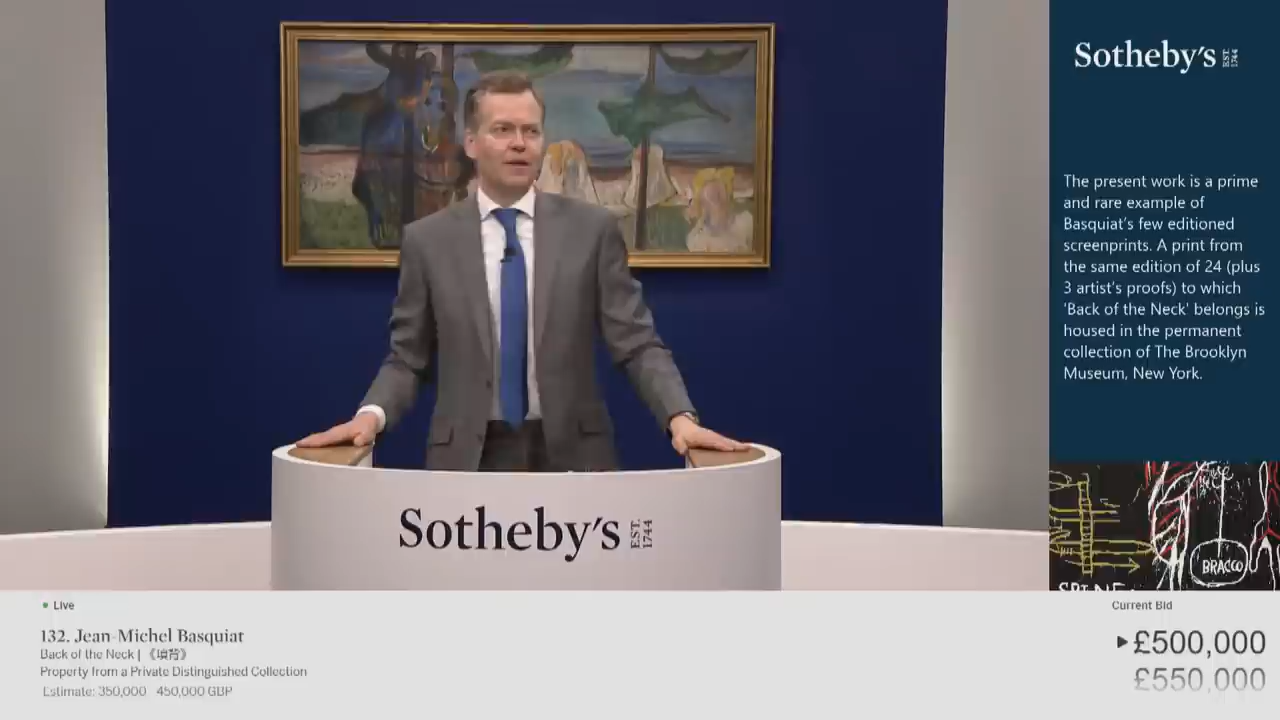 Sotheby's EST. 1744
The present work is a prime
and rare example of
Basquiat's few editioned
screenprints. A print from
the same edition of 24 (plus
3 artist's proofs) to which
'Back of the Neck' belongs is
housed in the permanent
collection of The Brooklyn
Museum, New York.
BRACCO
SPINE
Sotheby's EST. 1744
Live
132. Jean-Michel Basquiat
Back of the Neck | 《頸背》
Property from a Private Distinguished Collection
Estimate: 350,000 450,000 GBP
Current Bid
£500,000
£550,000